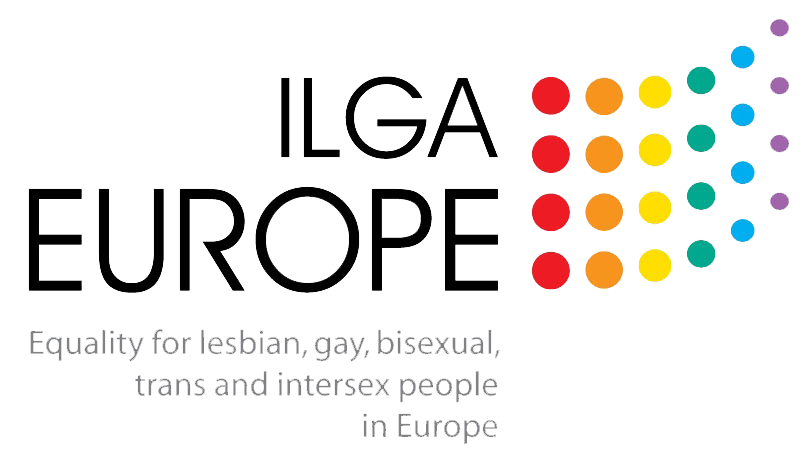 ILGA
EUROPE
Equality for lesbian, gay, bisexual,
trans and intersex people
in Europe